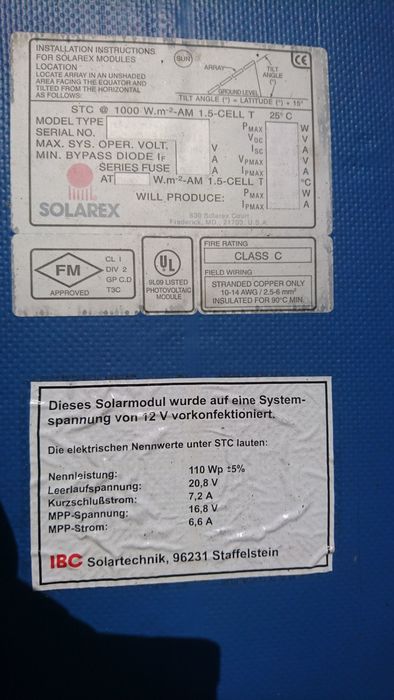 INSTALLATION INSTRUCTIONS
FOR SOLAREX MODULES
LOCATION
LOCATE ARRAY IN AN UNSHADED
AREA FACING THE EQUATOR AND
TILTED FROM THE HORIZONTAL
AS FOLLOWS:
SUN
ARRAY
TILT
ANGLE
(°)
GROUND LEVEL
TILT ANGLE (°) = LATITUDE (°) + 15°
CE
STC @ 1000 W.m-2-AM 1.5-CELL T 25°C
MODEL TYPE PMAX W
SERIAL NO. VOC V
MAX. SYS. OPER. VOLT. V ISC A
MIN. BYPASS DIODE IF A VPMAX V
SERIES FUSE A IPMAX A
AT W.m-2-AM 1.5-CELL T °C
WILL PRODUCE: PMAX W
IPMAX A
SOLAREX
630 Solarex Court
Frederick, MD., 21703, U.S.A.
FM
APPROVED
CL I
DIV 2
GP C,D
T3C
UL
9L09 LISTED
PHOTOVOLTAIC
MODULE
FIRE RATING
CLASS C
FIELD WIRING
STRANDED COPPER ONLY
10-14 AWG / 2.5-6 mm²
INSULATED FOR 90°C MIN.
Dieses Solarmodul wurde auf eine System-
spannung von 12 V vorkonfektioniert.
Die elektrischen Nennwerte unter STC lauten:
Nennleistung: 110 Wp ±5%
Leerlaufspannung: 20,8 V
Kurzschlußstrom: 7,2 A
MPP-Spannung: 16,8 V
MPP-Strom: 6,6 A
IBC Solartechnik, 96231 Staffelstein